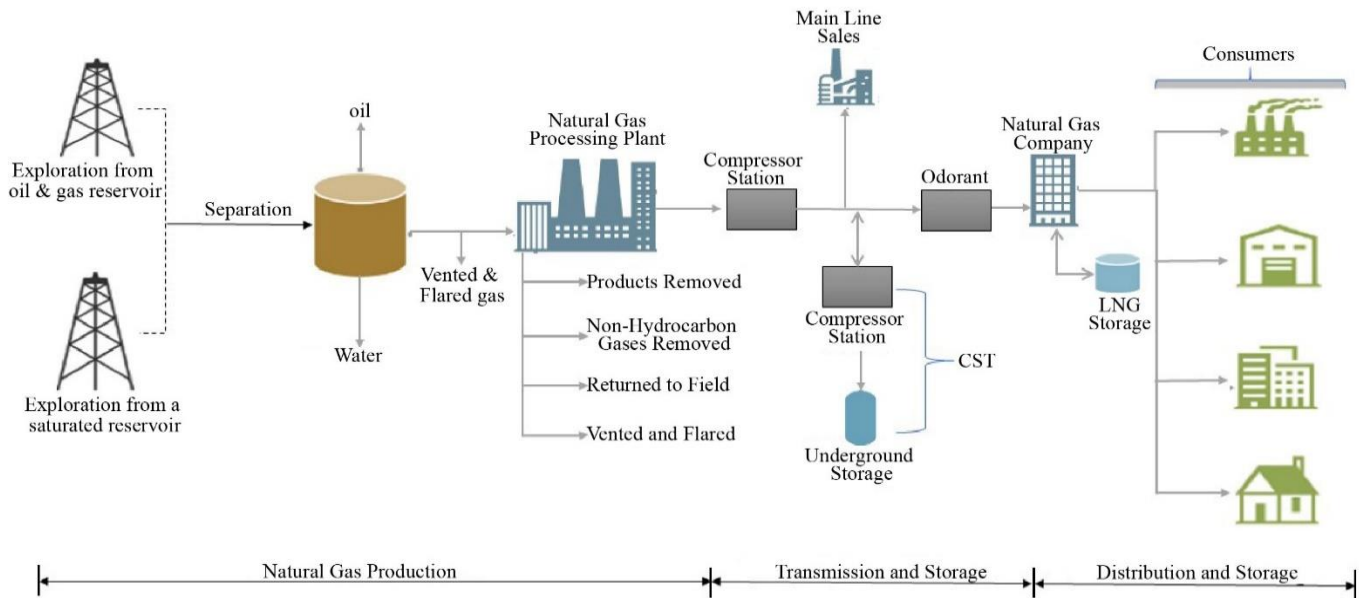 Main Line
Sales
Consumers
oil
Natural Gas
Processing Plant
Natural Gas
Company
Compressor
Station
Odorant
Exploration from
oil & gas reservoir
Separation
Vented &
Flared gas
Products Removed
LNG
Storage
Non-Hydrocarbon
Gases Removed
Compressor
Station
Water
CST
Returned to Field
Exploration from a
saturated reservoir
Vented and Flared
Underground
Storage
Natural Gas Production
Transmission and Storage
Distribution and Storage